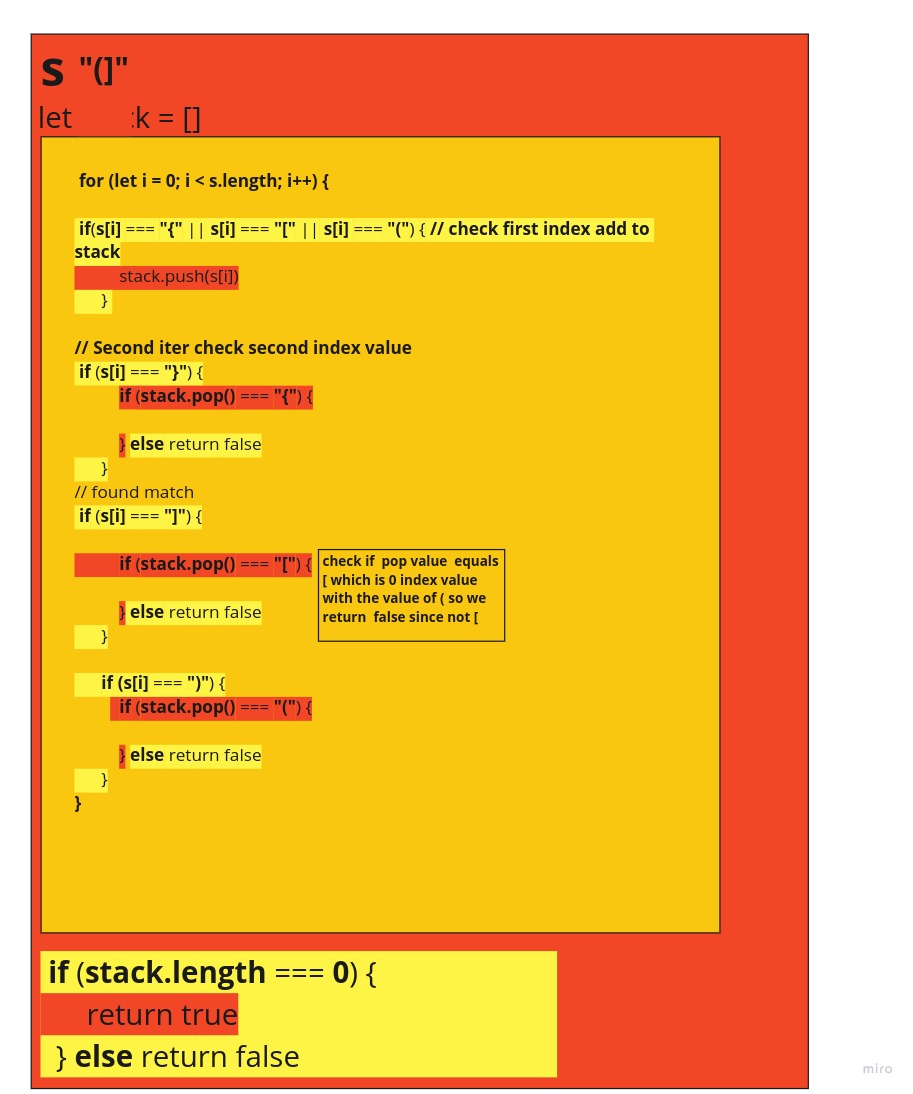 s "(]"
let k = []
for (let i = 0; i < s.length; i++) {
if(s[i] === "{" || s[i] === "[" || s[i] === "(") { // check first index add to
stack
stack.push(s[i])
}
// Second iter check second index value
if (s[i] === "}") {
if (stack.pop() === "{") {
} else return false
}
// found match
if (s[i] === "]") {
if (stack.pop() === "[") {
check if pop value equals
[ which is 0 index value
with the value of ( so we
return false since not [
} else return false
}
if (s[i] === ")") {
if (stack.pop() === "(") {
} else return false
}
}
if (stack.length === 0) {
return true
} else return false
miro